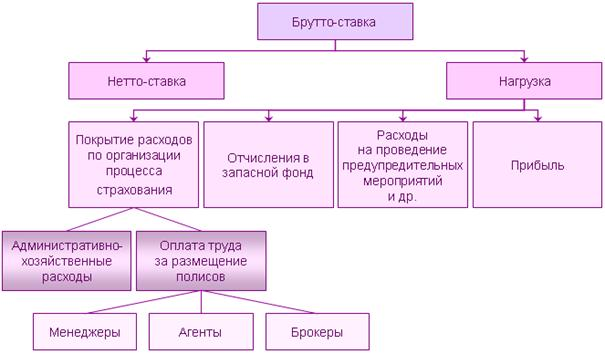 Брутто-ставка
Нетто-ставка
Нагрузка
Покрытие расходов
по организации
процесса
страхования
Отчисления в
запасной фонд
Расходы
на проведение
предупредительных
мероприятий
и др.
Прибыль
Административно-
хозяйственные
расходы
Оплата труда
за размещение
полисов
Менеджеры
Агенты
Брокеры